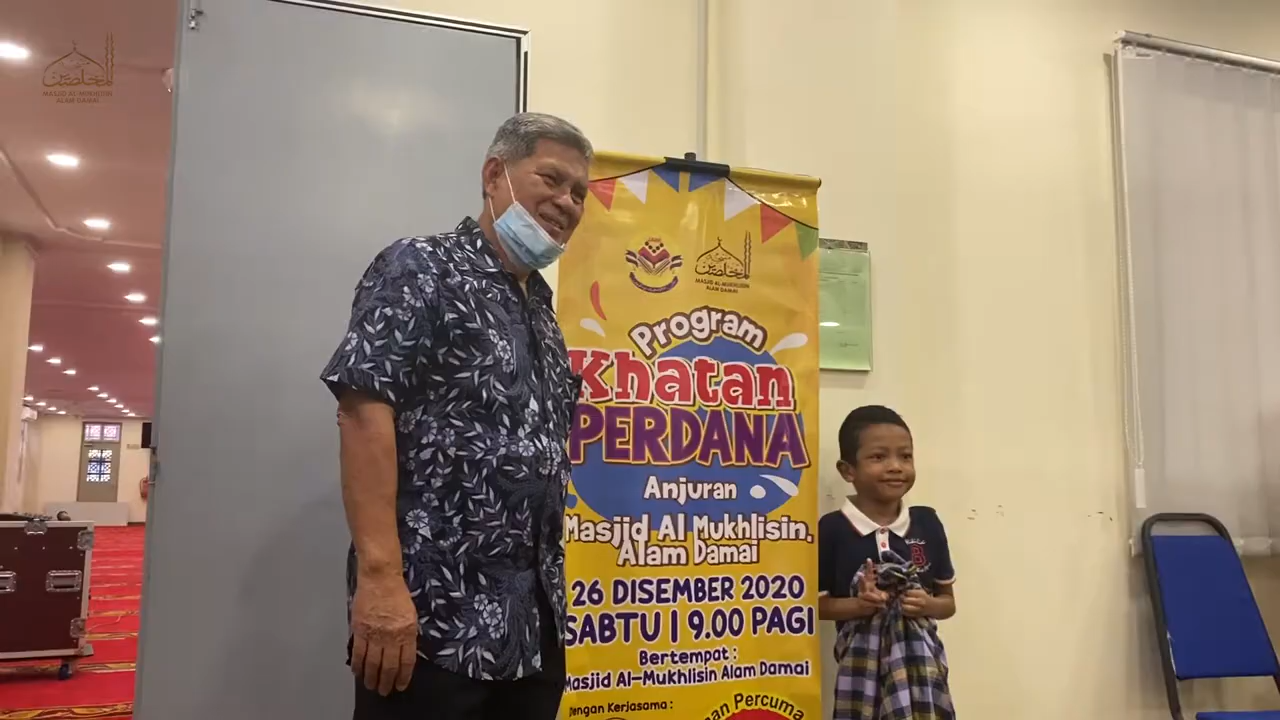 MASJID AL-MUKHLISIN
ALAM DAMAI
MASJID AL-MUKHLISIN
ALAM DAMAI
Program
Khatan
PERDANA
Anjuran
Masjid Al Mukhlisin,
Alam Damai
26 DISEMBER 2020
SABTU | 9.00 PAGI
Bertempat :
Masjid Al-Mukhlisin Alam Damai
Dengan Kerjasama :
Percuma